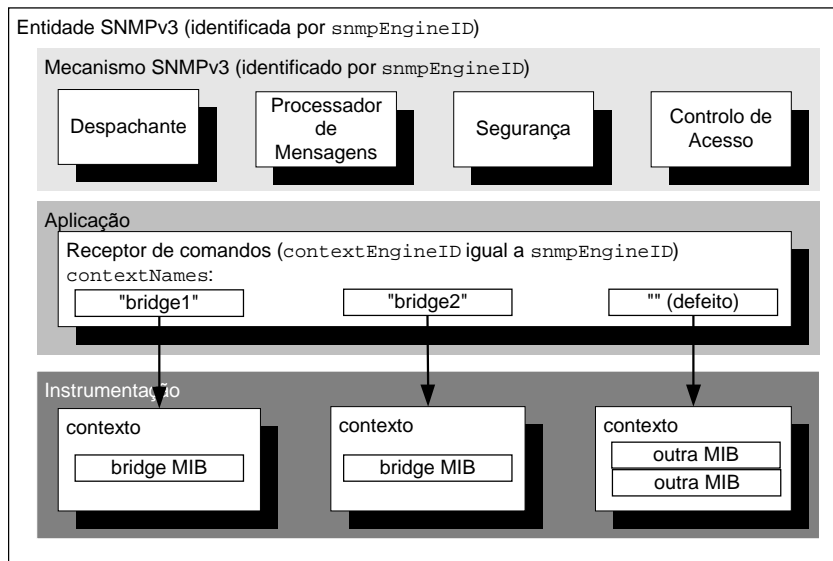 Entidade SNMPv3 (identificada por snmpEngineID)
Mecanismo SNMPv3 (identificado por snmpEngineID)
Despachante
Processador
de
Mensagens
Segurança
Controlo de
Acesso
Aplicação
Receptor de comandos (contextEngineID igual a snmpEngineID)
contextNames:
"bridge1"
"bridge2"
"" (defeito)
Instrumentação
contexto
bridge MIB
contexto
bridge MIB
contexto
outra MIB
outra MIB